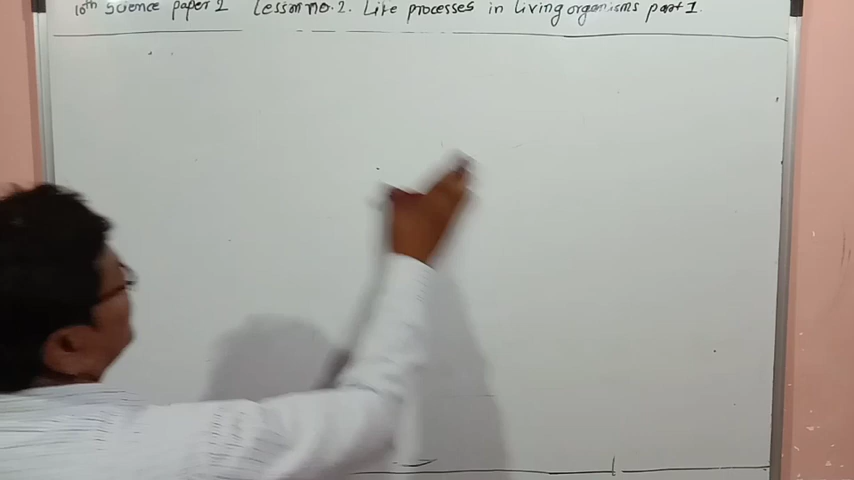 10th Science paper 2 Lesson no. 2. Life processes in living organisms part 1.